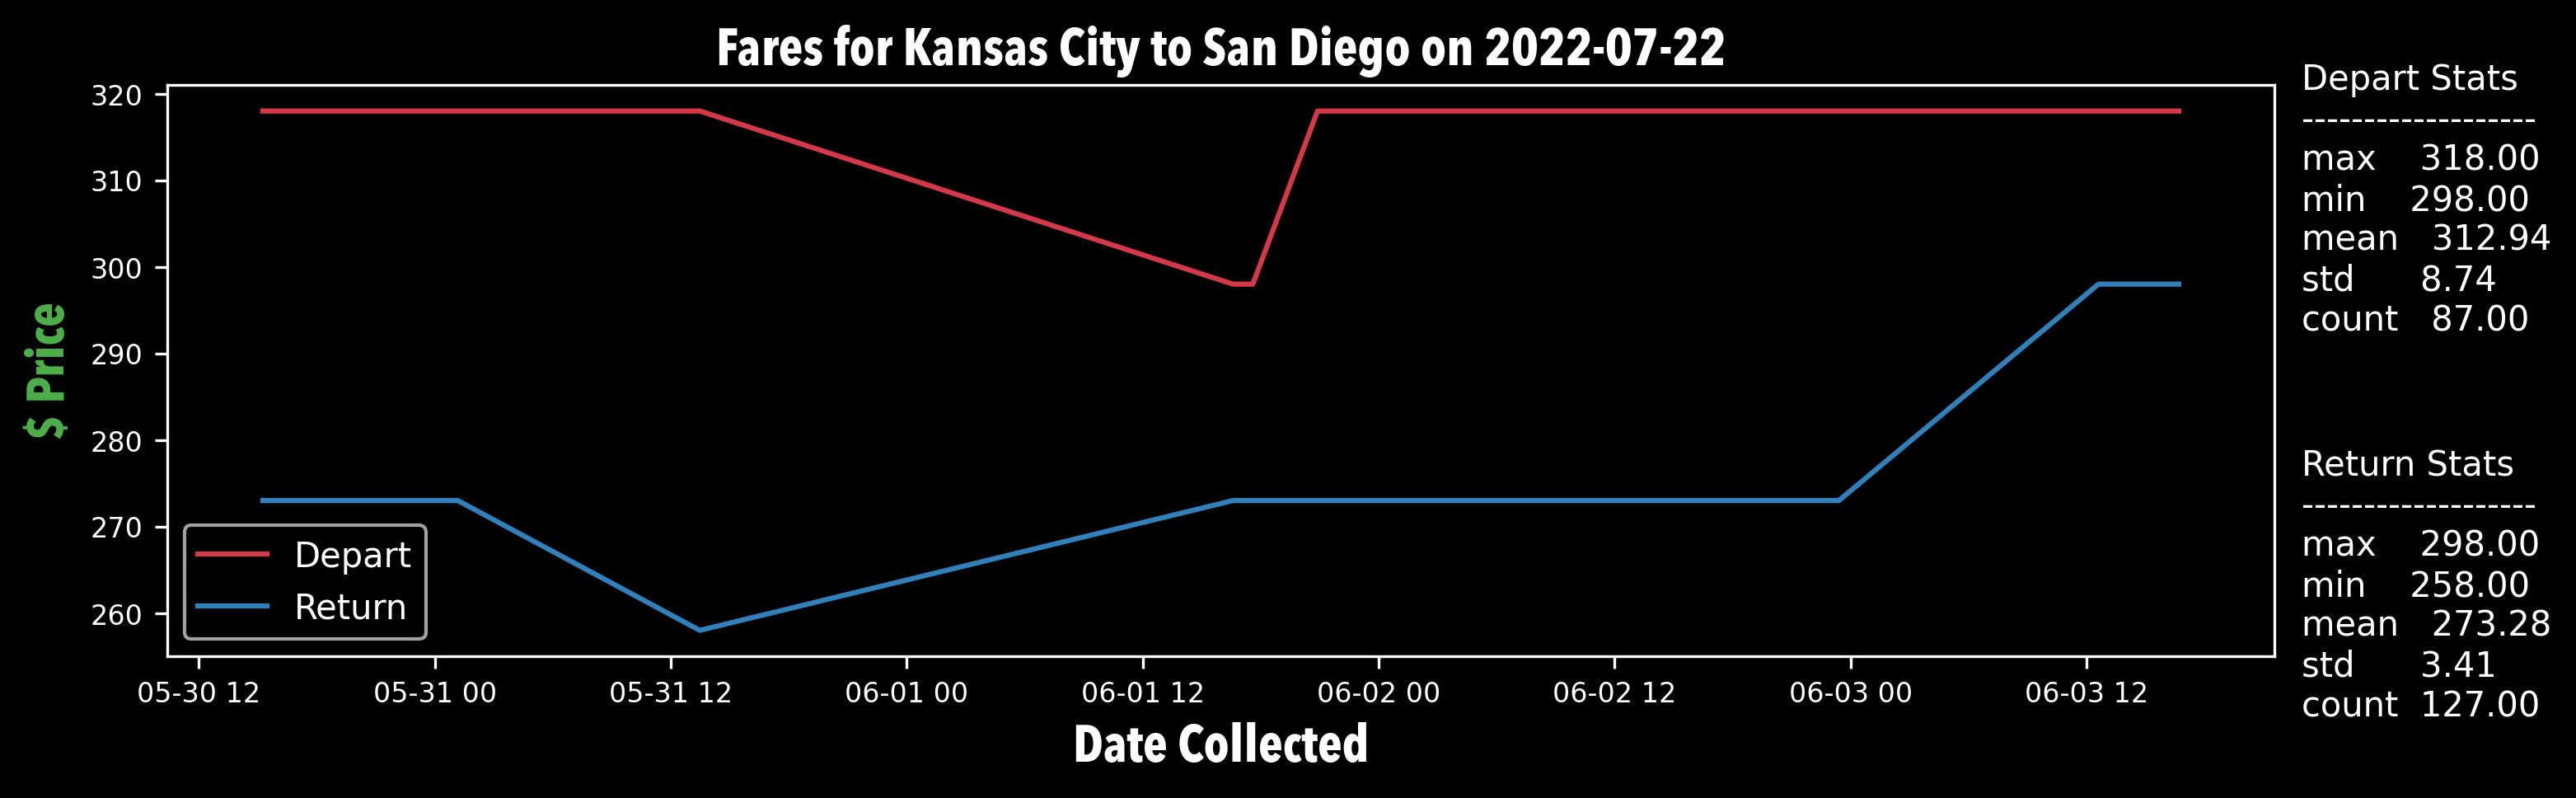 Fares for Kansas City to San Diego on 2022-07-22
$ Price
320
310
300
290
280
270
260
Depart
Return
05-30 12 05-31 00 05-31 12 06-01 00 06-01 12 06-02 00 06-02 12 06-03 00 06-03 12
Date Collected
Depart Stats
-------------------
max 318.00
min 298.00
mean 312.94
std 8.74
count 87.00
Return Stats
-------------------
max 298.00
min 258.00
mean 273.28
std 3.41
count 127.00